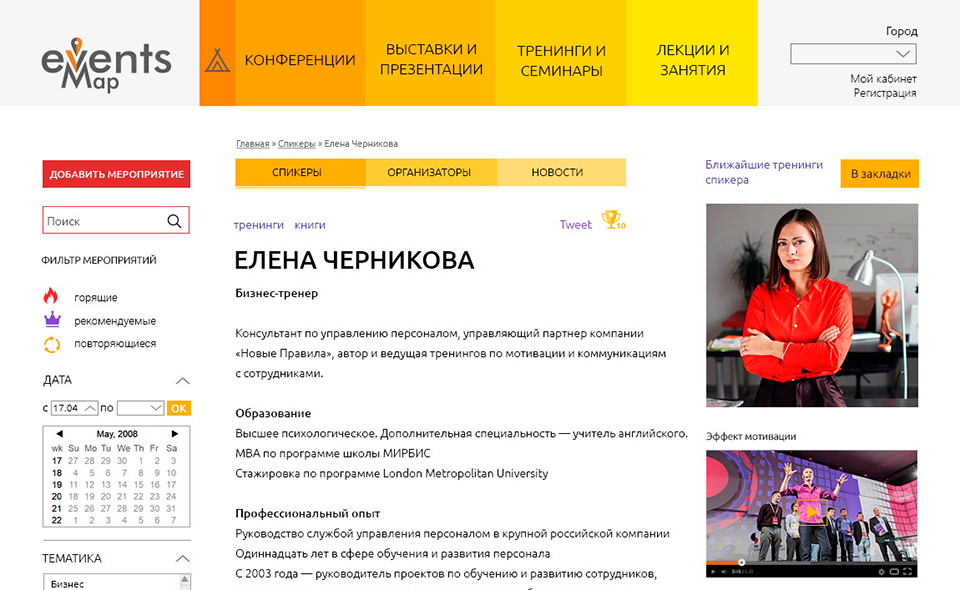 events
Map
КОНФЕРЕНЦИИ
ВЫСТАВКИ И
ПРЕЗЕНТАЦИИ
ТРЕНИНГИ И
СЕМИНАРЫ
ЛЕКЦИИ И
ЗАНЯТИЯ
Город
Мой кабинет
Регистрация
ДОБАВИТЬ МЕРОПРИЯТИЕ
Поиск
ФИЛЬТР МЕРОПРИЯТИЙ
горящие
рекомендуемые
повторяющиеся
ДАТА
с 17.04 по OK
May, 2008
wk Su Mo Tu We Th Fr Sa
17 27 28 29 30 1 2 3
18 4 5 6 7 8 9 10
19 11 12 13 14 15 16 17
20 18 19 20 21 22 23 24
21 25 26 27 28 29 30 31
22 1 2 3 4 5 6 7
ТЕМАТИКА
Бизнес
Главная » Спикеры » Елена Черникова
СПИКЕРЫ
ОРГАНИЗАТОРЫ
НОВОСТИ
тренинги книги
Tweet 10
ЕЛЕНА ЧЕРНИКОВА
Бизнес-тренер
Консультант по управлению персоналом, управляющий партнер компании
«Новые Правила», автор и ведущая тренингов по мотивации и коммуникациям
с сотрудниками.
Образование
Высшее психологическое. Дополнительная специальность — учитель английского.
МВА по программе школы МИРБИС
Стажировка по программе London Metropolitan University
Профессиональный опыт
Руководство службой управления персоналом в крупной российской компании
Одиннадцать лет в сфере обучения и развития персонала
С 2003 года — руководитель проектов по обучению и развитию сотрудников,
Ближайшие тренинги
спикера
В закладки
Эффект мотивации